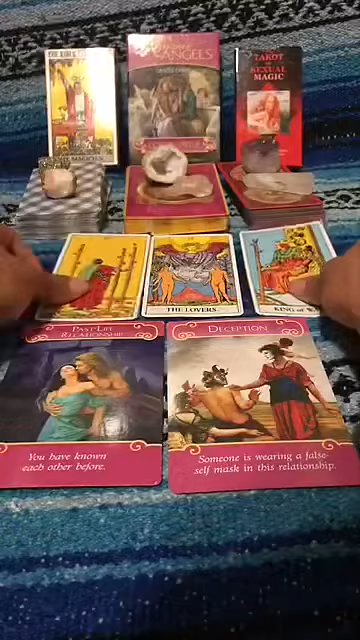 THE MAGICIAN
ANGELS
TAROT
SEXUAL
MAGIC
THE LOVERS.
KING of W
PAST-LIFE
RELATIONSHIP
You have known
each other before.
DECEPTION
Someone is wearing a false-
self mask in this relationship.